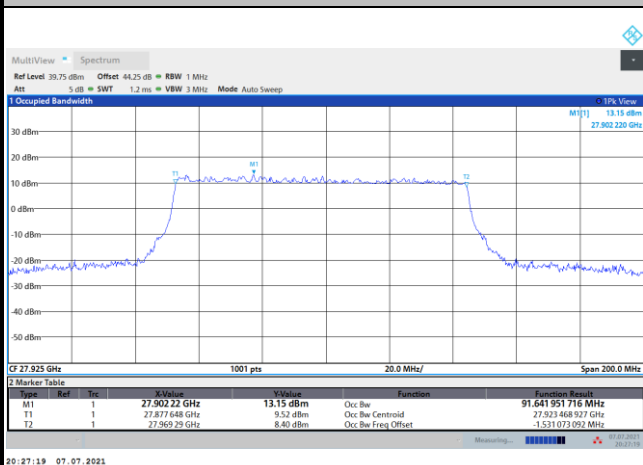 MultiView Spectrum
Ref Level 39.75 dBm Offset 44.25 dB RBW 1 MHz
Att 5 dB SWT 1.2 ms VBW 3 MHz Mode Auto Sweep
1 Occupied Bandwidth 1Pk View
M1[1] 13.15 dBm
27.902 220 GHz
30 dBm
20 dBm
M1
T1 T2
10 dBm
0 dBm
-10 dBm
-20 dBm
-30 dBm
-40 dBm
-50 dBm
CF 27.925 GHz 1001 pts 20.0 MHz/ Span 200.0 MHz
2 Marker Table
Type Ref Trc X-Value Y-Value Function Function Result
M1 1 27.902 22 GHz 13.15 dBm Occ Bw 91.641 951 716 MHz
T1 1 27.877 648 GHz 9.52 dBm Occ Bw Centroid 27.923 468 927 GHz
T2 1 27.969 29 GHz 8.40 dBm Occ Bw Freq Offset -1.531 073 092 MHz
Measuring... 07.07.2021
20:27:19
20:27:19 07.07.2021